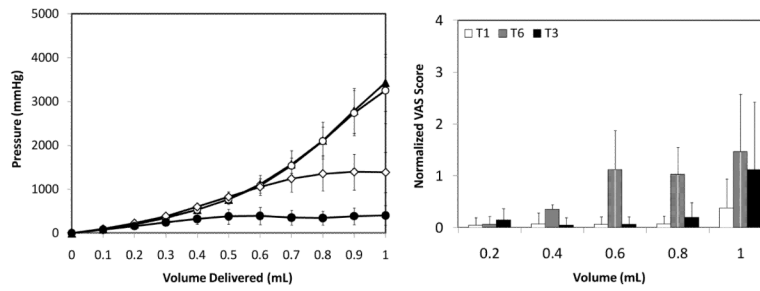 5000
4000
3000
2000
1000
0
Pressure (mmHg)
0 0.1 0.2 0.3 0.4 0.5 0.6 0.7 0.8 0.9 1
Volume Delivered (mL)
T1 T6 T3
4
3
2
1
0
Normalized VAS Score
0.2 0.4 0.6 0.8 1
Volume (mL)